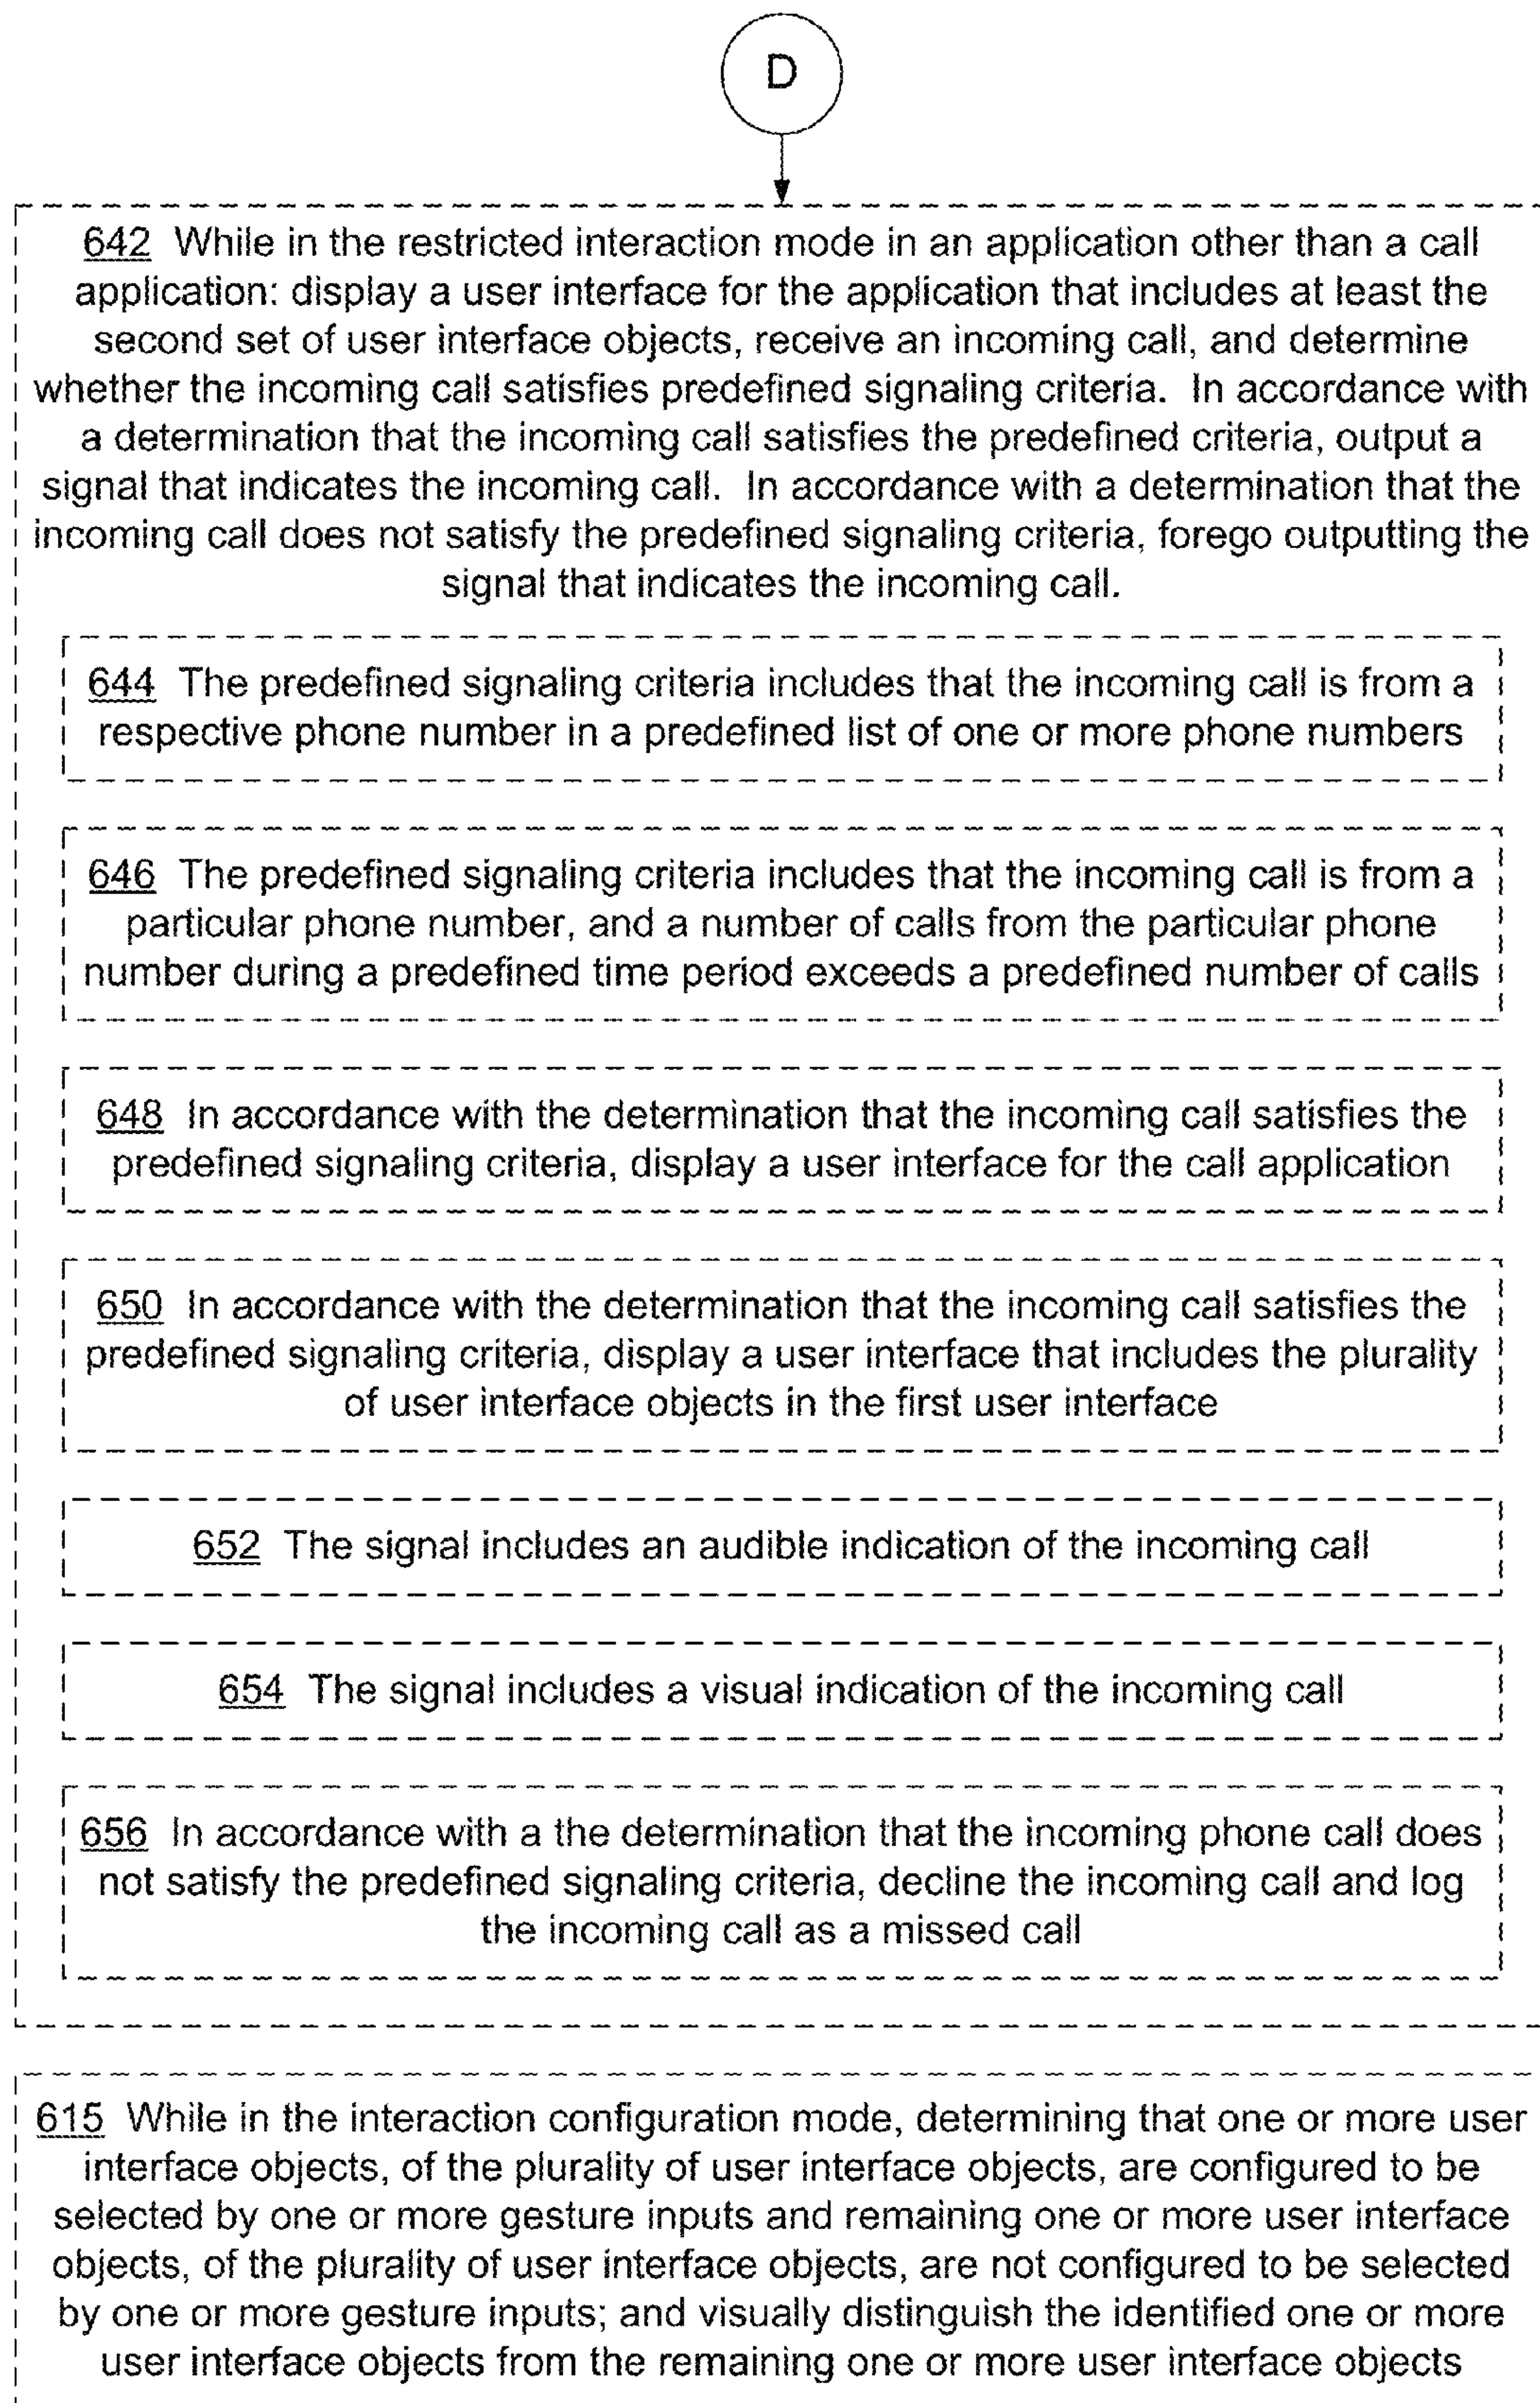 D
642 While in the restricted interaction mode in an application other than a call
application: display a user interface for the application that includes at least the
second set of user interface objects, receive an incoming call, and determine
whether the incoming call satisfies predefined signaling criteria. In accordance with
a determination that the incoming call satisfies the predefined criteria, output a
signal that indicates the incoming call. In accordance with a determination that the
incoming call does not satisfy the predefined signaling criteria, forego outputting the
signal that indicates the incoming call.
644 The predefined signaling criteria includes that the incoming call is from a
respective phone number in a predefined list of one or more phone numbers
646 The predefined signaling criteria includes that the incoming call is from a
particular phone number, and a number of calls from the particular phone
number during a predefined time period exceeds a predefined number of calls
648 In accordance with the determination that the incoming call satisfies the
predefined signaling criteria, display a user interface for the call application
650 In accordance with the determination that the incoming call satisfies the
predefined signaling criteria, display a user interface that includes the plurality
of user interface objects in the first user interface
652 The signal includes an audible indication of the incoming call
654 The signal includes a visual indication of the incoming call
656 In accordance with a the determination that the incoming phone call does
not satisfy the predefined signaling criteria, decline the incoming call and log
the incoming call as a missed call
615 While in the interaction configuration mode, determining that one or more user
interface objects, of the plurality of user interface objects, are configured to be
selected by one or more gesture inputs and remaining one or more user interface
objects, of the plurality of user interface objects, are not configured to be selected
by one or more gesture inputs; and visually distinguish the identified one or more
user interface objects from the remaining one or more user interface objects